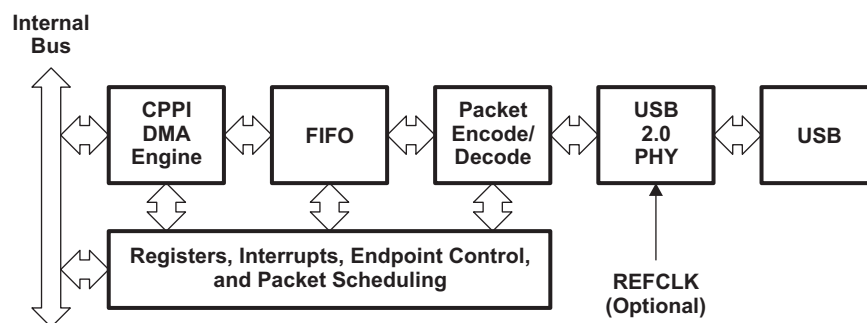 Internal
Bus
CPPI
DMA
Engine
FIFO
Packet
Encode/
Decode
USB
2.0
PHY
USB
Registers, Interrupts, Endpoint Control,
and Packet Scheduling
REFCLK
(Optional)